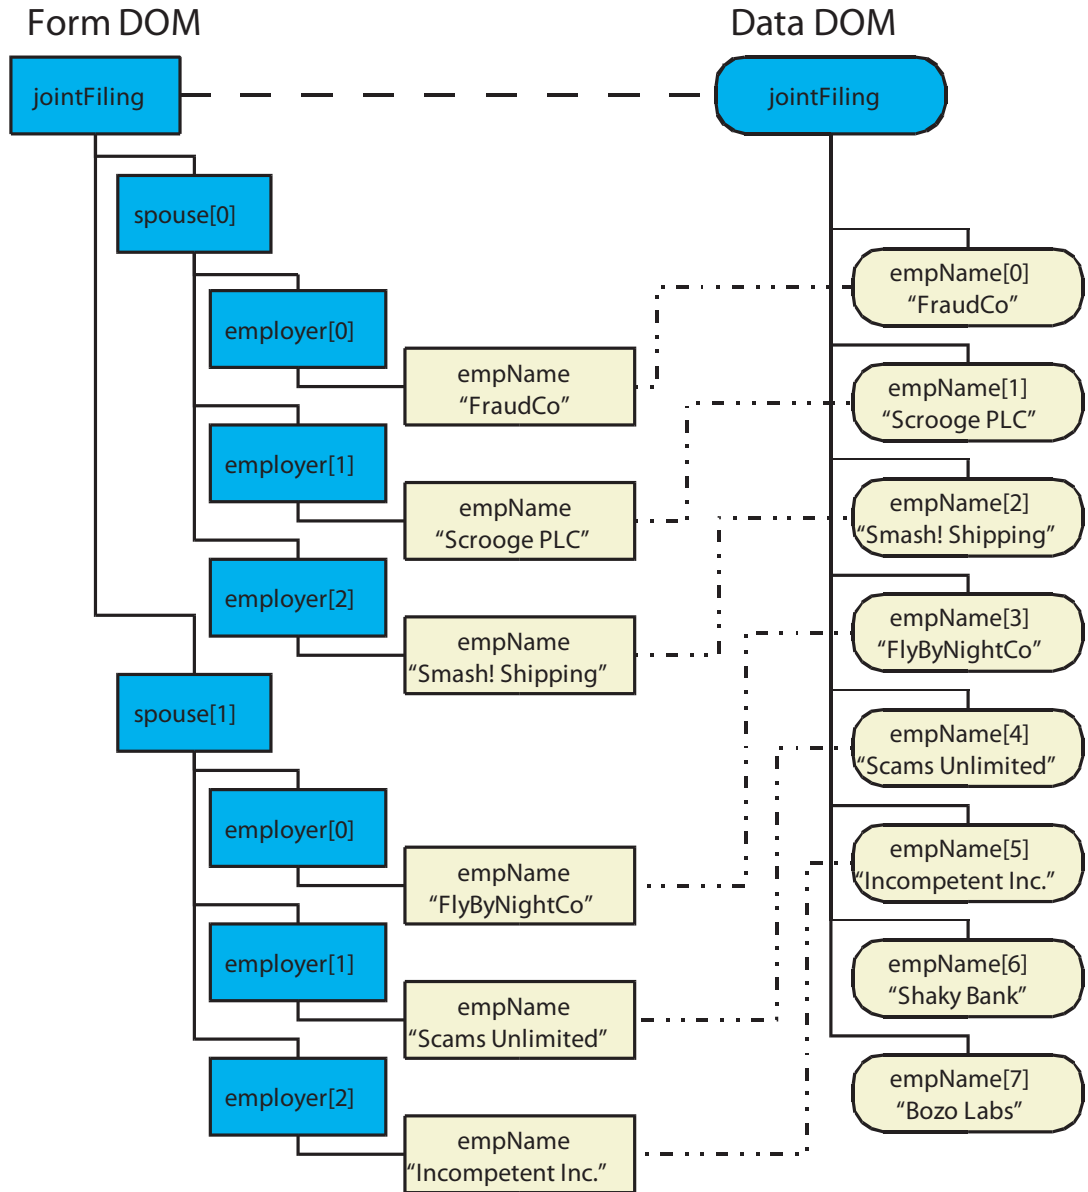 Form DOM
Data DOM
jointFiling
jointFiling
spouse[0]
employer[0]
empName
“FraudCo”
employer[1]
empName
“Scrooge PLC”
employer[2]
empName
“Smash! Shipping”
spouse[1]
employer[0]
empName
“FlyByNightCo”
employer[1]
empName
“Scams Unlimited”
employer[2]
empName
“Incompetent Inc.”
empName[0]
“FraudCo”
empName[1]
“Scrooge PLC”
empName[2]
“Smash! Shipping”
empName[3]
“FlyByNightCo”
empName[4]
“Scams Unlimited”
empName[5]
“Incompetent Inc.”
empName[6]
“Shaky Bank”
empName[7]
“Bozo Labs”